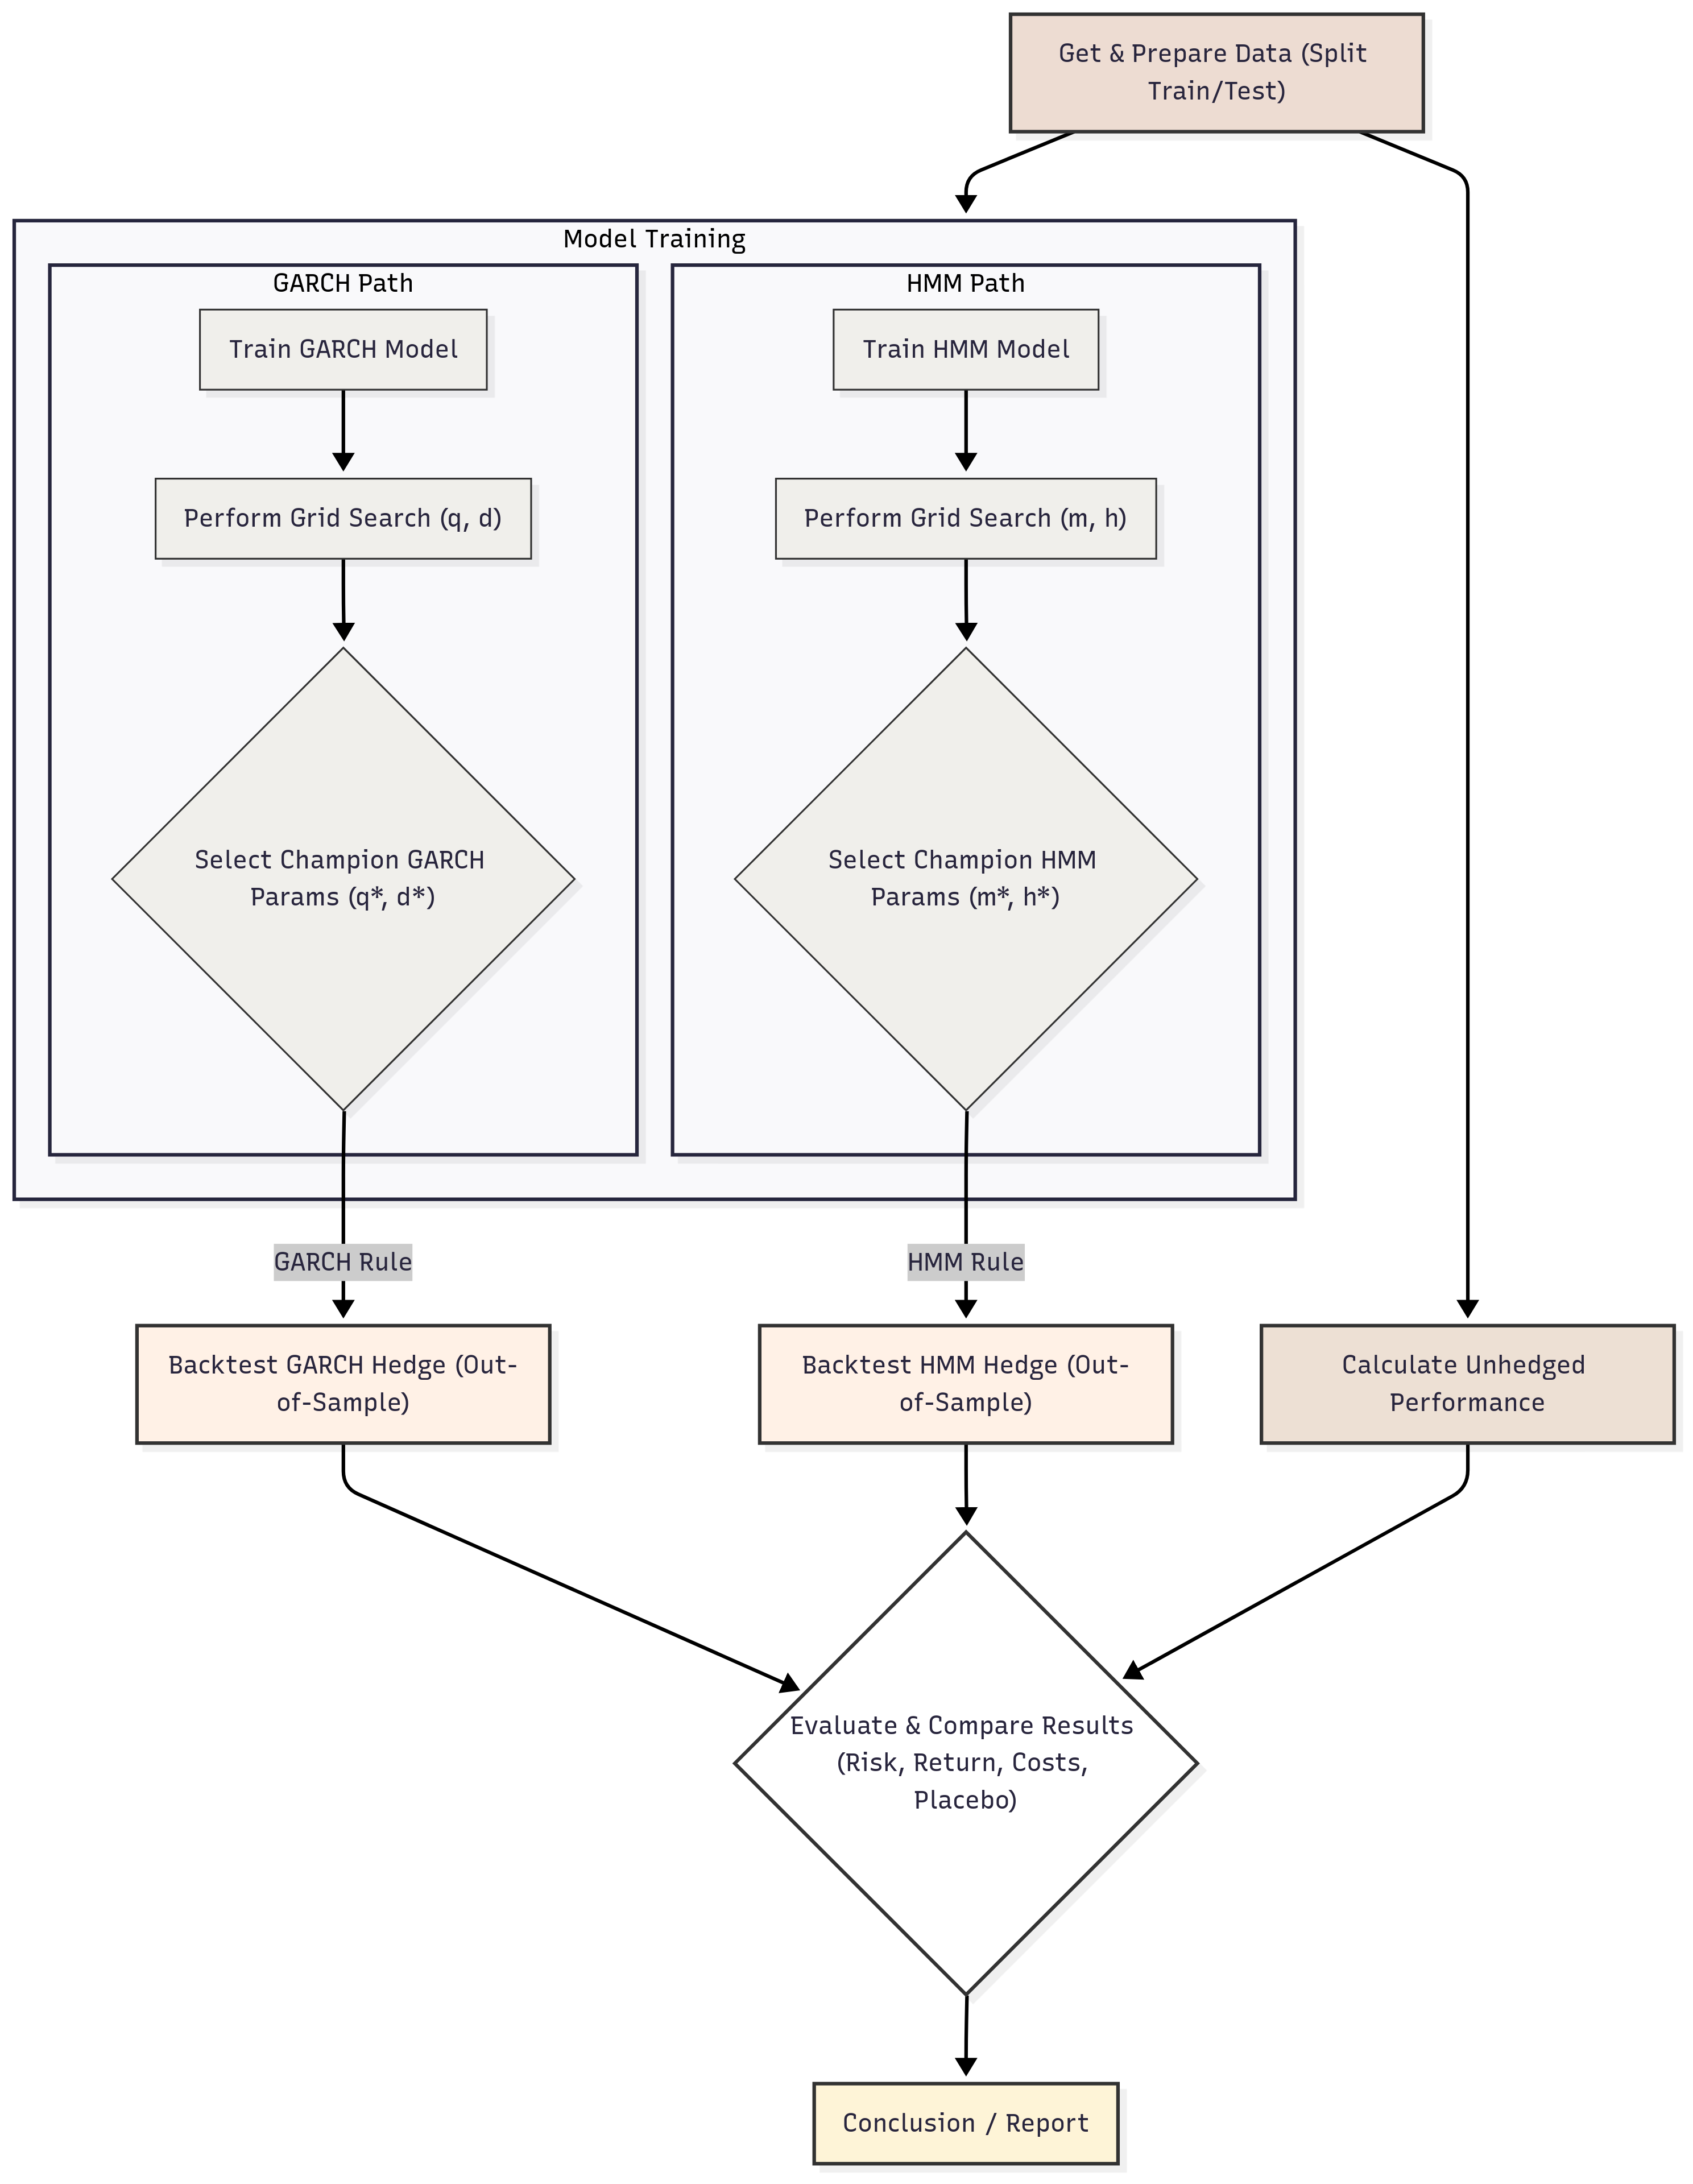 Get & Prepare Data (Split
Train/Test)
Model Training
GARCH Path
Train GARCH Model
Perform Grid Search (q, d)
Select Champion GARCH
Params (q*, d*)
HMM Path
Train HMM Model
Perform Grid Search (m, h)
Select Champion HMM
Params (m*, h*)
GARCH Rule
HMM Rule
Backtest GARCH Hedge (Out-
of-Sample)
Backtest HMM Hedge (Out-
of-Sample)
Calculate Unhedged
Performance
Evaluate & Compare Results
(Risk, Return, Costs,
Placebo)
Conclusion / Report